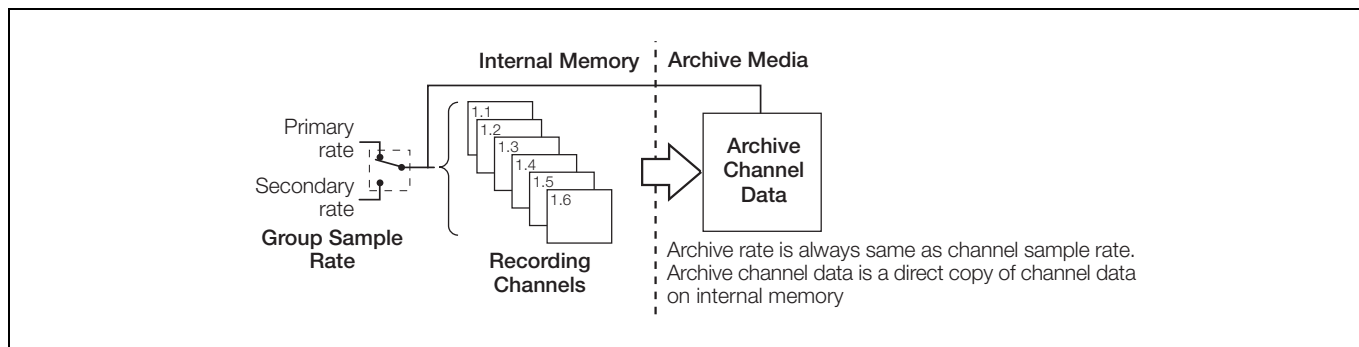 Internal Memory
Archive Media
Primary
rate
Secondary
rate
Group Sample
Rate
1.1
1.2
1.3
1.4
1.5
1.6
Recording
Channels
Archive
Channel
Data
Archive rate is always same as channel sample rate.
Archive channel data is a direct copy of channel data
on internal memory